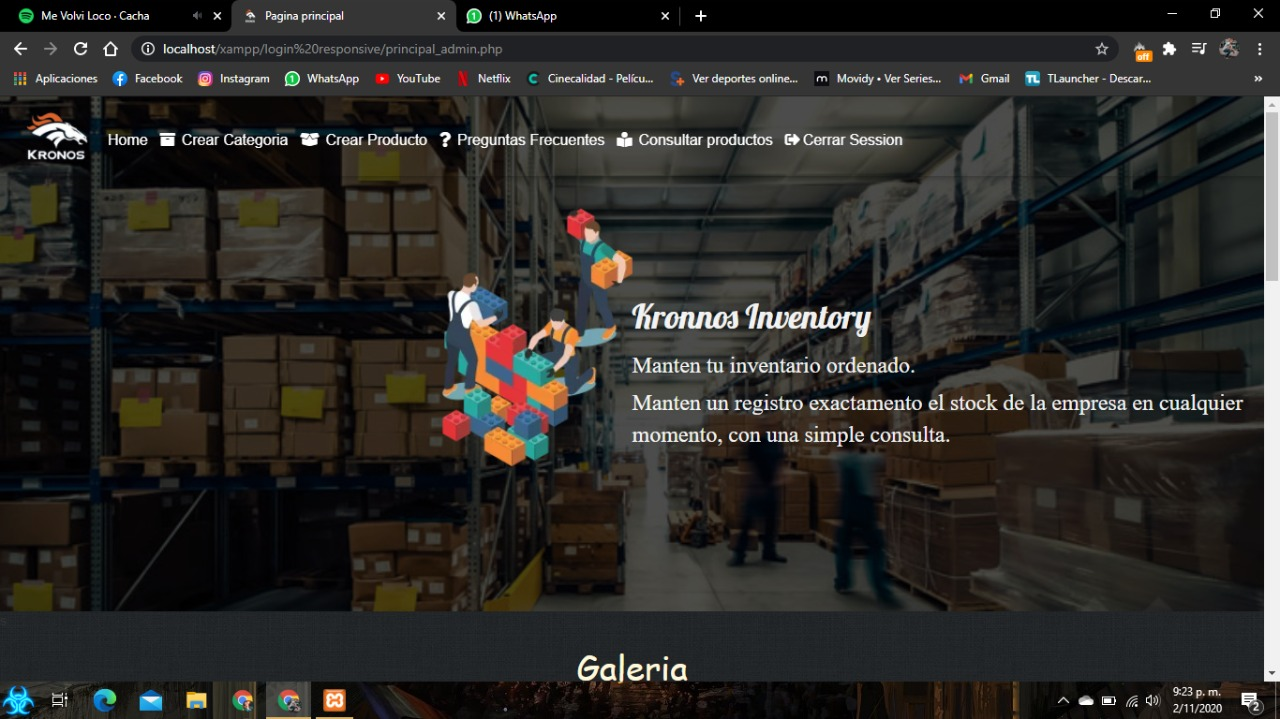 Me Volvi Loco · Cacha
Pagina principal
(1) WhatsApp
localhost/xampp/login%20responsive/principal_admin.php
off
Aplicaciones
Facebook
Instagram
WhatsApp
YouTube
Netflix
Cinecalidad - Pelícu...
Ver deportes online...
Movidy • Ver Series...
Gmail
TLauncher - Descar...
KRONOS
Home
Crear Categoria
Crear Producto
Preguntas Frecuentes
Consultar productos
Cerrar Session
Kronnos Inventory
Manten tu inventario ordenado.
Manten un registro exactamento el stock de la empresa en cualquier
momento, con una simple consulta.
Galeria
9:23 p. m.
2/11/2020
2